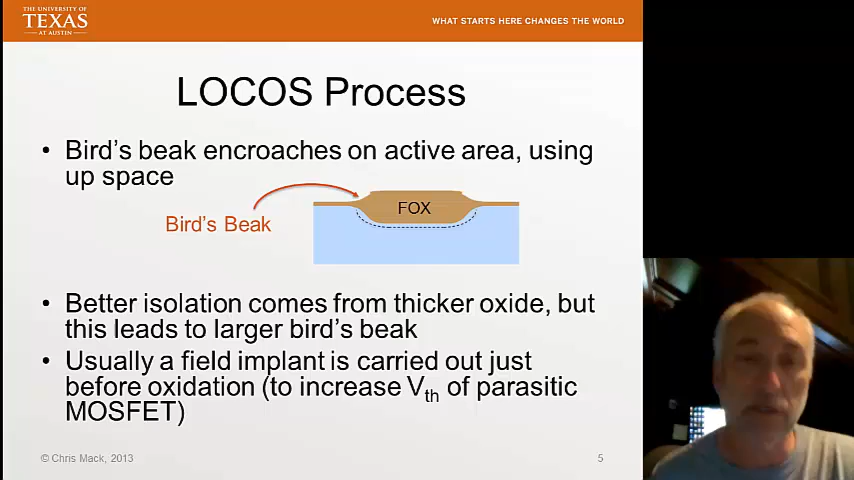 THE UNIVERSITY OF
TEXAS
AT AUSTIN
WHAT STARTS HERE CHANGES THE WORLD
LOCOS Process
• Bird's beak encroaches on active area, using
up space
FOX
Bird's Beak
• Better isolation comes from thicker oxide, but
this leads to larger bird's beak
• Usually a field implant is carried out just
before oxidation (to increase Vth of parasitic
MOSFET)
© Chris Mack, 2013
5